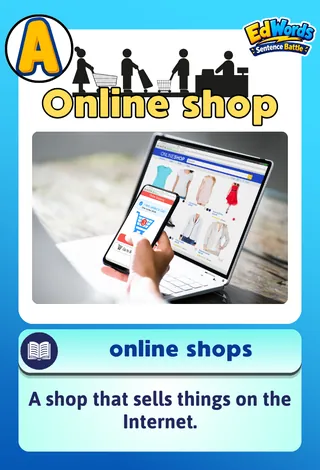 A
EdWords
Sentence Battle
Online shop
ONLINE SHOP
online shops
A shop that sells things on the
Internet.